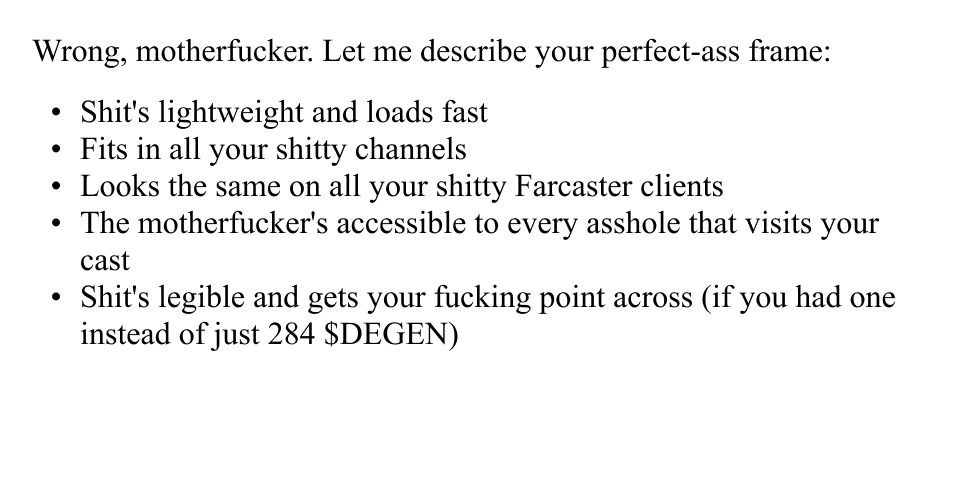 Wrong, motherfucker. Let me describe your perfect-ass frame:
• Shit's lightweight and loads fast
• Fits in all your shitty channels
• Looks the same on all your shitty Farcaster clients
• The motherfucker's accessible to every asshole that visits your
cast
• Shit's legible and gets your fucking point across (if you had one
instead of just 284 $DEGEN)